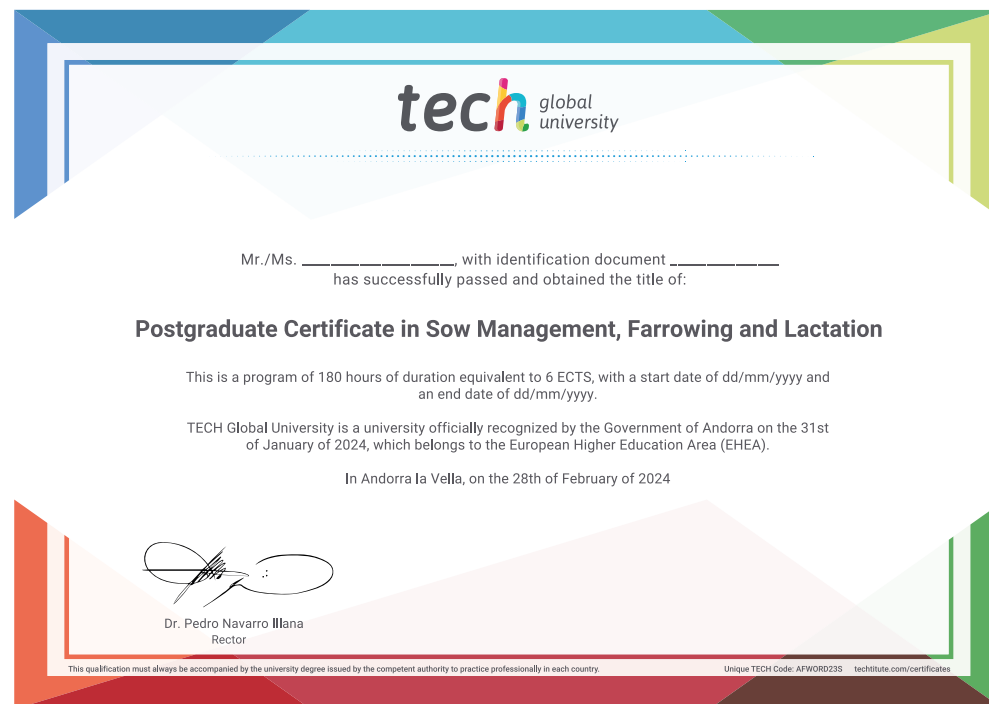 tech global university
Mr./Ms. ____________________, with identification document ______________
has successfully passed and obtained the title of:
Postgraduate Certificate in Sow Management, Farrowing and Lactation
This is a program of 180 hours of duration equivalent to 6 ECTS, with a start date of dd/mm/yyyy and
an end date of dd/mm/yyyy.
TECH Global University is a university officially recognized by the Government of Andorra on the 31st
of January of 2024, which belongs to the European Higher Education Area (EHEA).
In Andorra la Vella, on the 28th of February of 2024
Dr. Pedro Navarro Illana
Rector
This qualification must always be accompanied by the university degree issued by the competent authority to practice professionally in each country.
Unique TECH Code: AFWORD23S techtitute.com/certificates